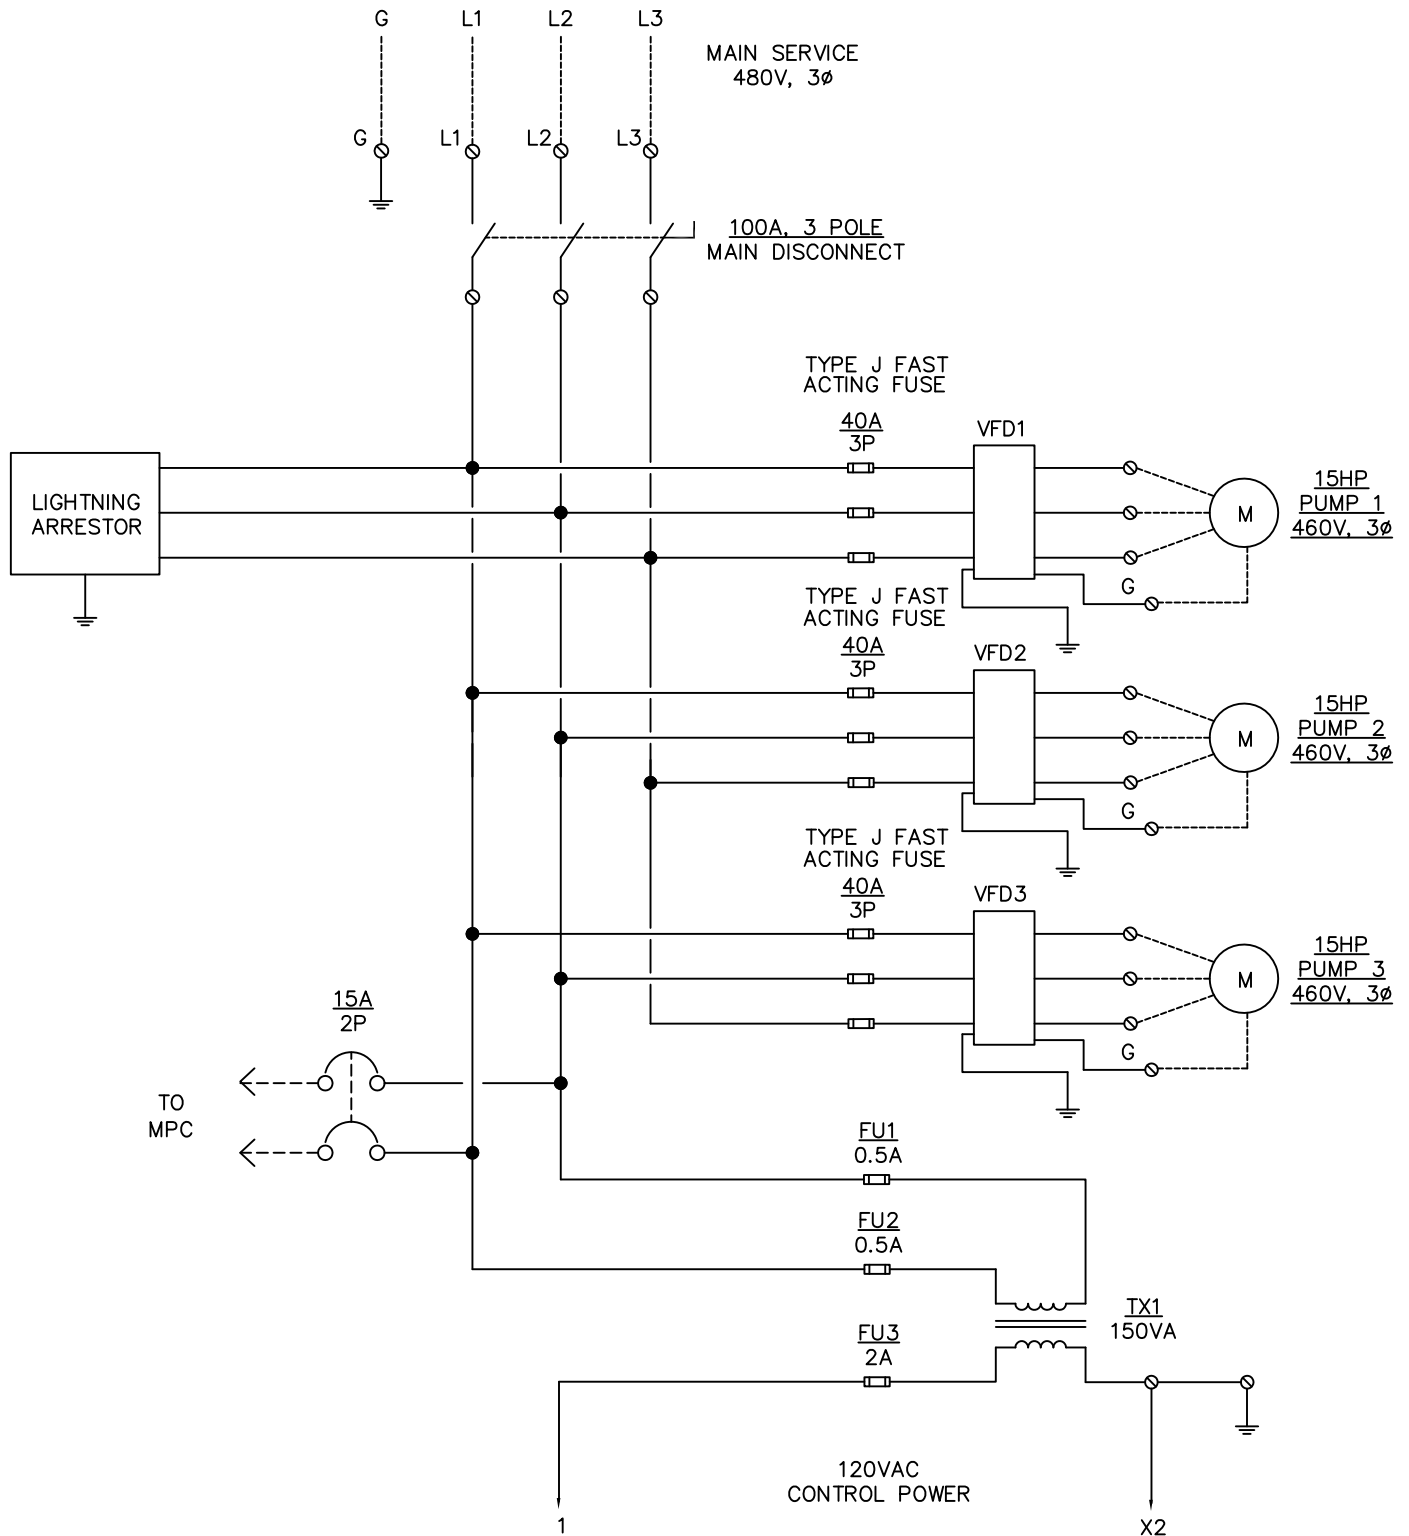 G
L1
L2
L3
MAIN SERVICE
480V, 3ø
G
L1
L2
L3
100A, 3 POLE
MAIN DISCONNECT
TYPE J FAST
ACTING FUSE
40A
3P
VFD1
LIGHTNING
ARRESTOR
M
15HP
PUMP 1
460V, 3ø
G
TYPE J FAST
ACTING FUSE
40A
3P
VFD2
M
15HP
PUMP 2
460V, 3ø
G
TYPE J FAST
ACTING FUSE
40A
3P
VFD3
M
15HP
PUMP 3
460V, 3ø
G
15A
2P
TO
MPC
FU1
0.5A
FU2
0.5A
TX1
150VA
FU3
2A
120VAC
CONTROL POWER
1
X2